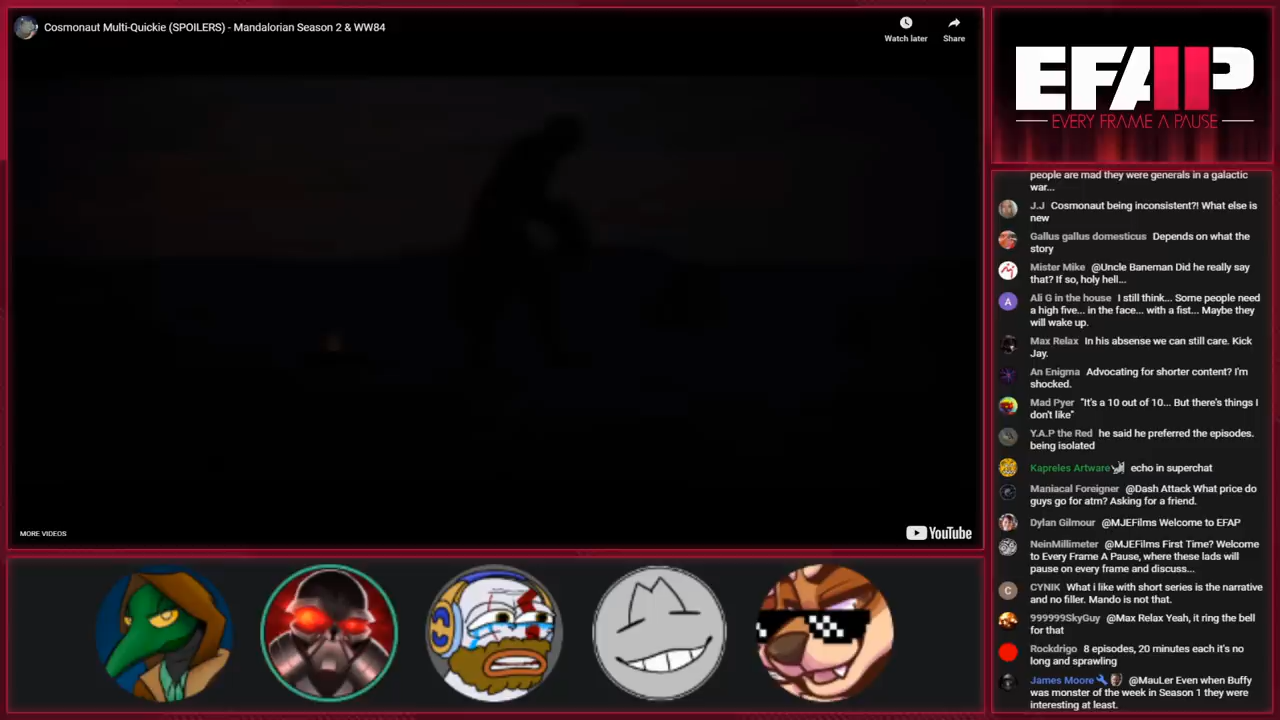 Cosmonaut Multi-Quickie (SPOILERS) - Mandalorian Season 2 & WW84
Watch later
Share
MORE VIDEOS
YouTube
EFAP
EVERY FRAME A PAUSE
people are mad they were generals in a galactic
war...
J.J Cosmonaut being inconsistent?! What else is
new
Gallus gallus domesticus Depends on what the
story
Mister Mike @Uncle Baneman Did he really say
that? If so, holy hell...
A
Ali G in the house I still think... Some people need
a high five... in the face... with a fist... Maybe they
will wake up.
Max Relax In his absense we can still care. Kick
Jay.
An Enigma Advocating for shorter content? I'm
shocked.
Mad Pyer "It's a 10 out of 10... But there's things I
don't like"
Y.A.P the Red he said he preferred the episodes.
being isolated
Kapreles Artware echo in superchat
Maniacal Foreigner @Dash Attack What price do
guys go for atm? Asking for a friend.
Dylan Gilmour @MJEFilms Welcome to EFAP
NeinMillimeter @MJEFilms First Time? Welcome
to Every Frame A Pause, where these lads will
pause on every frame and discuss...
C
CYNIK What i like with short series is the narrative
and no filler. Mando is not that.
999999SkyGuy @Max Relax Yeah, it ring the bell
for that
Rockdrigo 8 episodes, 20 minutes each it's no
long and sprawling
James Moore @MauLer Even when Buffy
was monster of the week in Season 1 they were
interesting at least.